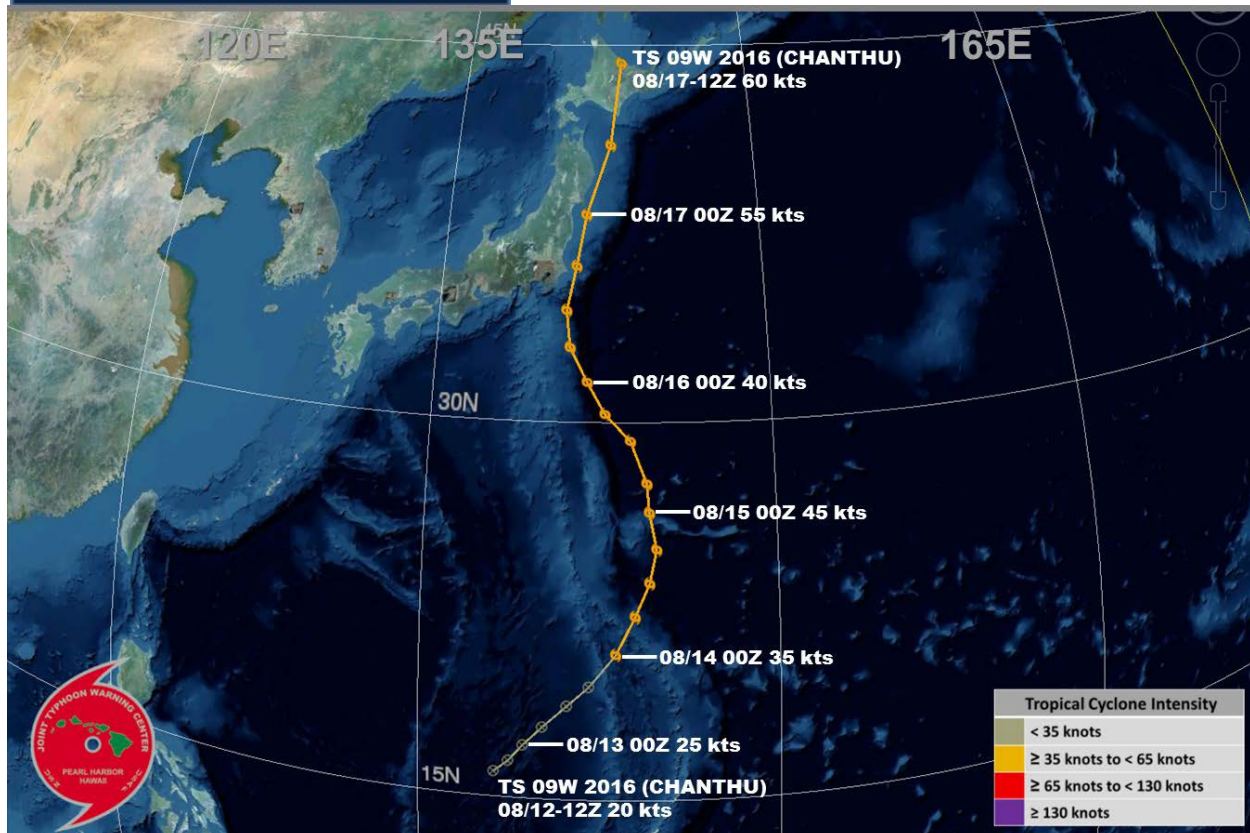 45N
120E
135E
165E
TS 09W 2016 (CHANTHU)
08/17-12Z 60 kts
08/17 00Z 55 kts
08/16 00Z 40 kts
30N
08/15 00Z 45 kts
08/14 00Z 35 kts
08/13 00Z 25 kts
15N
TS 09W 2016 (CHANTHU)
08/12-12Z 20 kts
JOINT TYPHOON WARNING CENTER
PEARL HARBOR
HAWAII
Tropical Cyclone Intensity
< 35 knots
≥ 35 knots to < 65 knots
≥ 65 knots to < 130 knots
≥ 130 knots